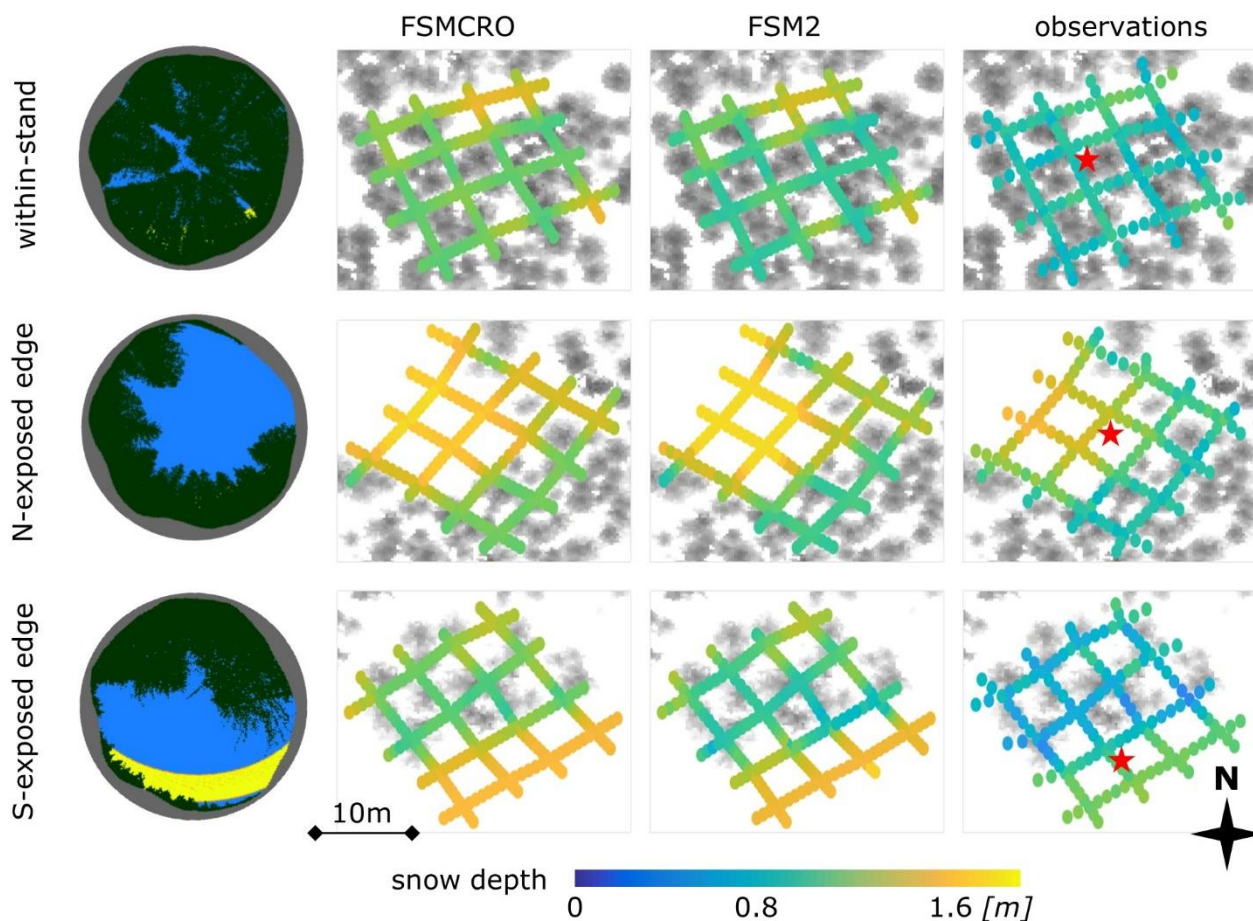 FSMCRO FSM2 observations
within-stand
N-exposed edge
S-exposed edge
10m
N
snow depth
0 0.8 1.6 [m]